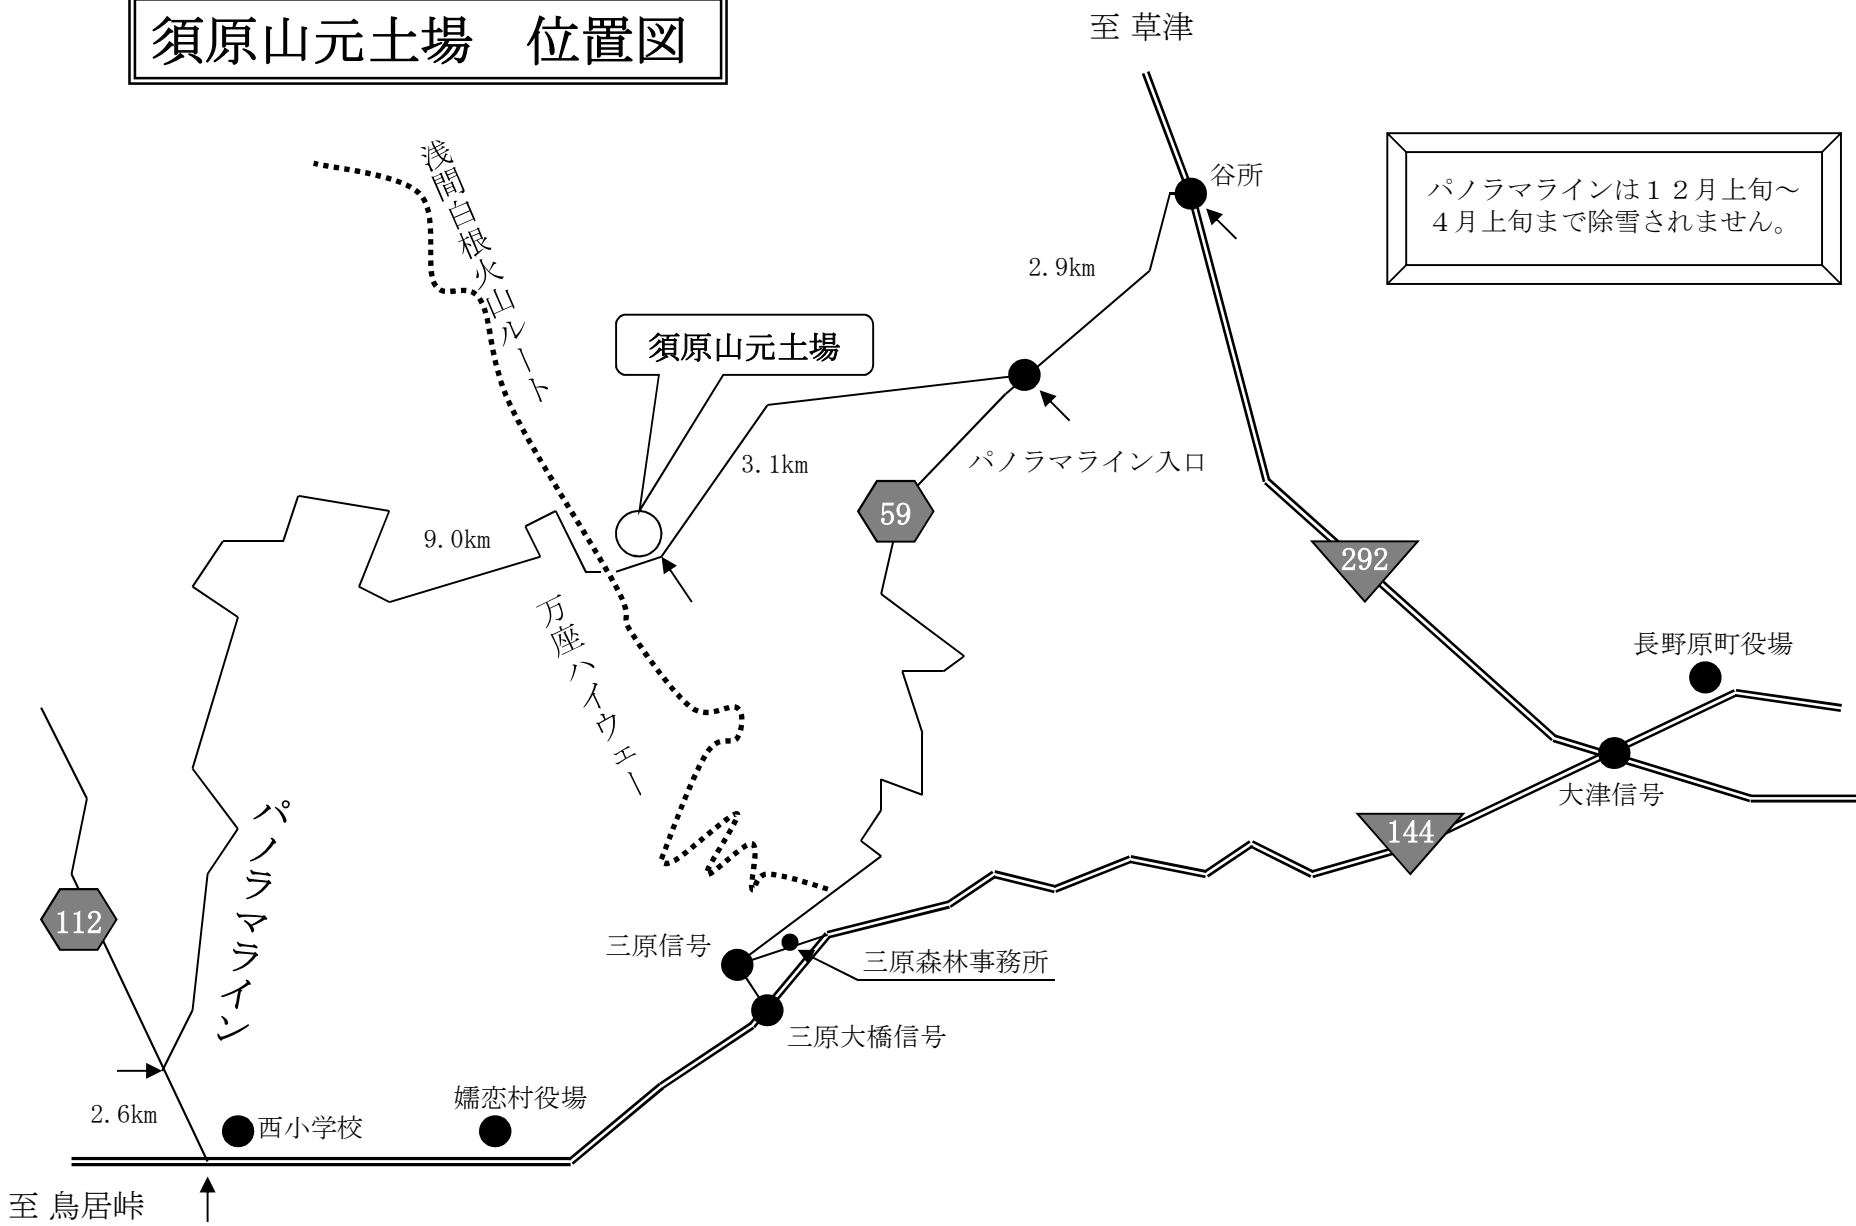 須原山元土場　位置図
至 草津
谷所
パノラマラインは１２月上旬～
４月上旬まで除雪されません。
浅間白根火山ルート
2.9km
須原山元土場
3.1km
パノラマライン入口
59
9.0km
292
万座ハイウェー
長野原町役場
大津信号
144
パノラマライン
112
三原信号
三原森林事務所
三原大橋信号
嬬恋村役場
2.6km
西小学校
至 鳥居峠